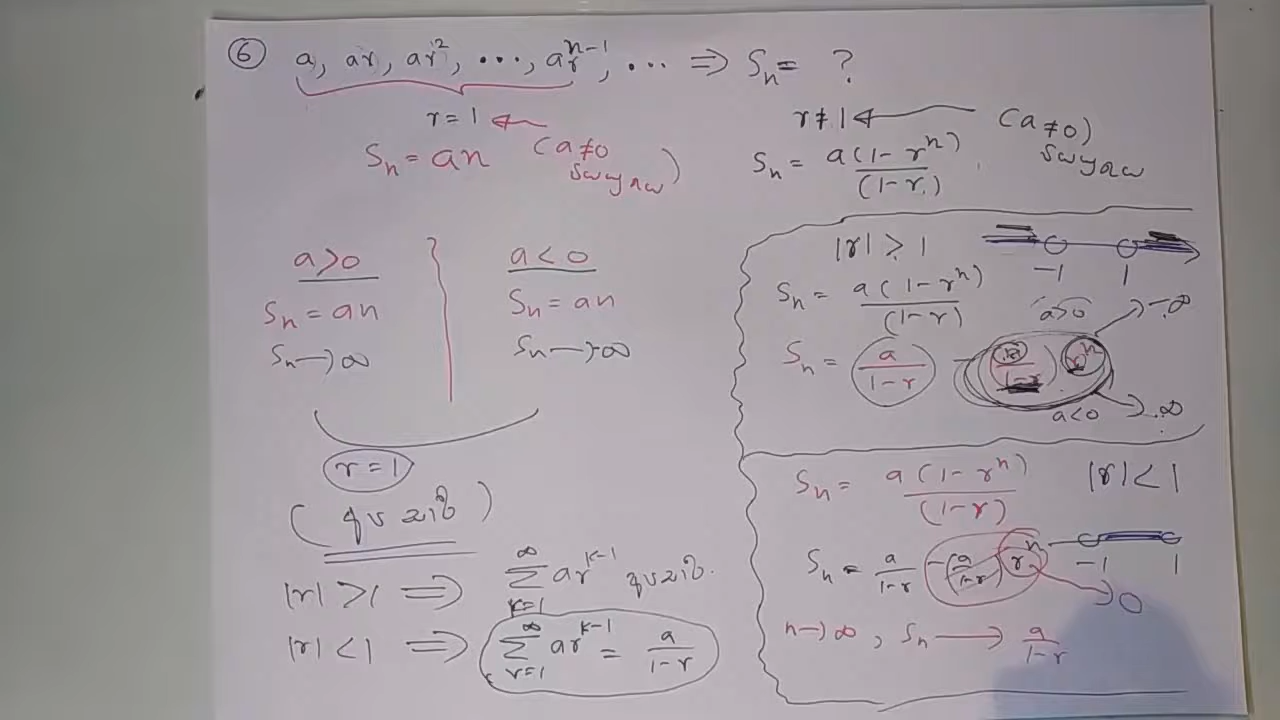 ⑥ a, ar, ar², ..., arⁿ⁻¹, ... ⇒ Sₙ = ?
r = 1 ←
Sₙ = an (a ≠ 0
a > 0
Sₙ = an
Sₙ → ∞
a < 0
Sₙ = an
Sₙ → -∞
r = 1
|r| > 1 ⇒ ∑_{k=1}^{∞} arᵏ⁻¹
|r| < 1 ⇒ ∑_{r=1}^{∞} arᵏ⁻¹ = a/(1-r)
r ≠ 1 ← (a ≠ 0)
Sₙ = a(1 - rⁿ)/(1 - r)
|r| > 1
-1 1
Sₙ = a(1 - rⁿ)/(1 - r)
a > 0 → -∞
Sₙ = a/(1-r) - (a/(1-r)) rⁿ
a < 0 → ∞
Sₙ = a(1 - rⁿ)/(1 - r) |r| < 1
Sₙ = a/(1-r) - (a/(1-r)) rⁿ -1 1
→ 0
n → ∞, Sₙ → a/(1-r)